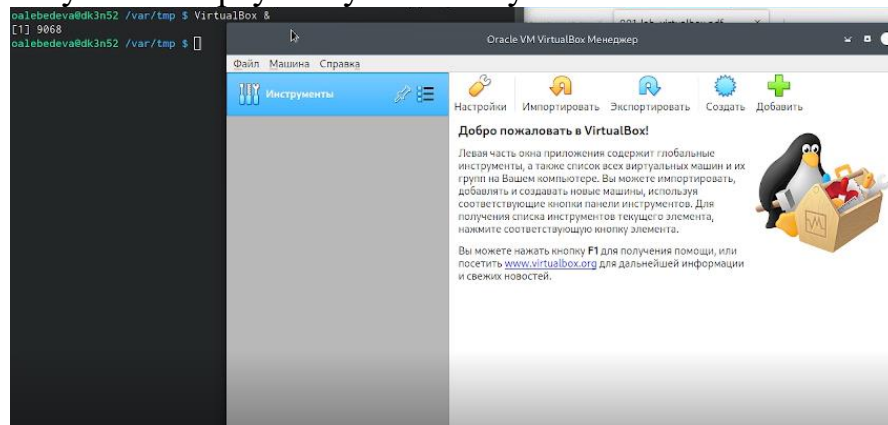 oalebedeva@dk3n52 /var/tmp $ VirtualBox &
[1] 9068
oalebedeva@dk3n52 /var/tmp $
Oracle VM VirtualBox Менеджер
Файл Машина Справка
Инструменты
Настройки Импортировать Экспортировать Создать Добавить
Добро пожаловать в VirtualBox!
Левая часть окна приложения содержит глобальные
инструменты, а также список всех виртуальных машин и их
групп на Вашем компьютере. Вы можете импортировать,
добавлять и создавать новые машины, используя
соответствующие кнопки панели инструментов. Для
получения списка инструментов текущего элемента,
нажмите соответствующую кнопку элемента.
Вы можете нажать кнопку F1 для получения помощи, или
посетить www.virtualbox.org для дальнейшей информации
и свежих новостей.